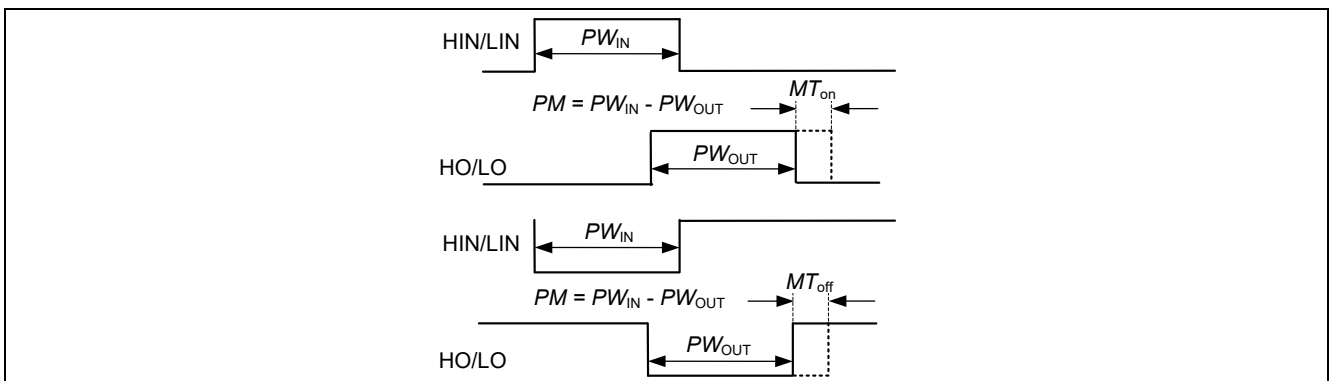 HIN/LIN
PW_IN
PM = PW_IN - PW_OUT
MT_on
HO/LO
PW_OUT
HIN/LIN
PW_IN
PM = PW_IN - PW_OUT
MT_off
HO/LO
PW_OUT